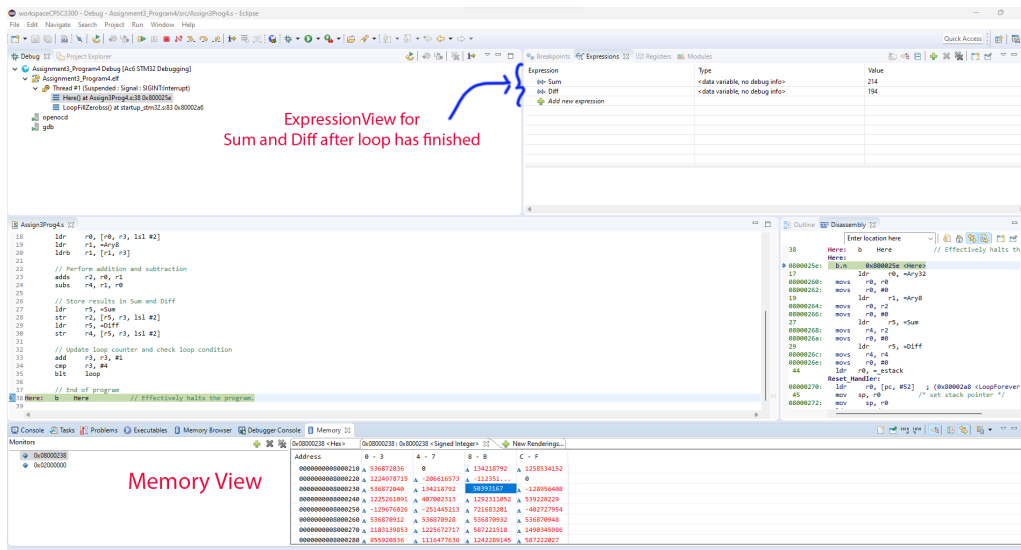 workspaceCPSC3300 - Debug - Assignment3_Program4/src/Assign3Prog4.s - Eclipse
File Edit Navigate Search Project Run Window Help
Quick Access
Debug Project Explorer
Breakpoints Expressions Registers Modules
Assignment3_Program4 Debug [Ac6 STM32 Debugging]
Assignment3_Program4.elf
Thread #1 (Suspended : Signal : SIGINT:Interrupt)
Here() at Assign3Prog4.s:38 0x800025e
LoopFillZerobss() at startup_stm32.s:83 0x80002a6
openocd
gdb
Expression Type Value
Sum <data variable, no debug info> 214
Diff <data variable, no debug info> 194
Add new expression
ExpressionView for
Sum and Diff after loop has finished
Assign3Prog4.s
18 ldr r0, [r0, r3, lsl #2]
19 ldr r1, =Ary8
20 ldrb r1, [r1, r3]
21
22 // Perform addition and subtraction
23 adds r2, r0, r1
24 subs r4, r1, r0
25
26 // Store results in Sum and Diff
27 ldr r5, =Sum
28 str r2, [r5, r3, lsl #2]
29 ldr r5, =Diff
30 str r4, [r5, r3, lsl #2]
31
32 // Update loop counter and check loop condition
33 add r3, r3, #1
34 cmp r3, #4
35 blt loop
36
37 // End of program
38 Here: b Here // Effectively halts the program.
39
Outline Disassembly
Enter location here
38 Here: b Here // Effectively halts th
Here:
0800025e: b.n 0x800025e <Here>
17 ldr r0, =Ary32
08000260: movs r0, r0
08000262: movs r0, #0
19 ldr r1, =Ary8
08000264: movs r0, r2
08000266: movs r0, #0
27 ldr r5, =Sum
08000268: movs r4, r2
0800026a: movs r0, #0
29 ldr r5, =Diff
0800026c: movs r4, r4
0800026e: movs r0, #0
44 ldr r0, =_estack
Reset_Handler:
08000270: ldr r0, [pc, #52] ; (0x80002a8 <LoopForever
45 mov sp, r0 /* set stack pointer */
08000272: mov sp, r0
Console Tasks Problems Executables Memory Browser Debugger Console Memory
Monitors
0x08000238
0x02000000
Memory View
0x08000238 <Hex> 0x08000238 : 0x8000238 <Signed Integer> New Renderings...
Address 0 - 3 4 - 7 8 - B C - F
0000000008000210 536872036 0 134218792 1258534152
0000000008000220 1224978715 -206616573 -112351... 0
0000000008000230 536872040 134218792 50393167 -128956408
0000000008000240 1225261091 407002313 1292311052 539228229
0000000008000250 -129676026 -251445213 721683201 -402727954
0000000008000260 536870912 536870928 536870932 536870948
0000000008000270 1183139853 1225672717 587221518 1490345986
0000000008000280 855920836 1116477636 1242289145 587222027